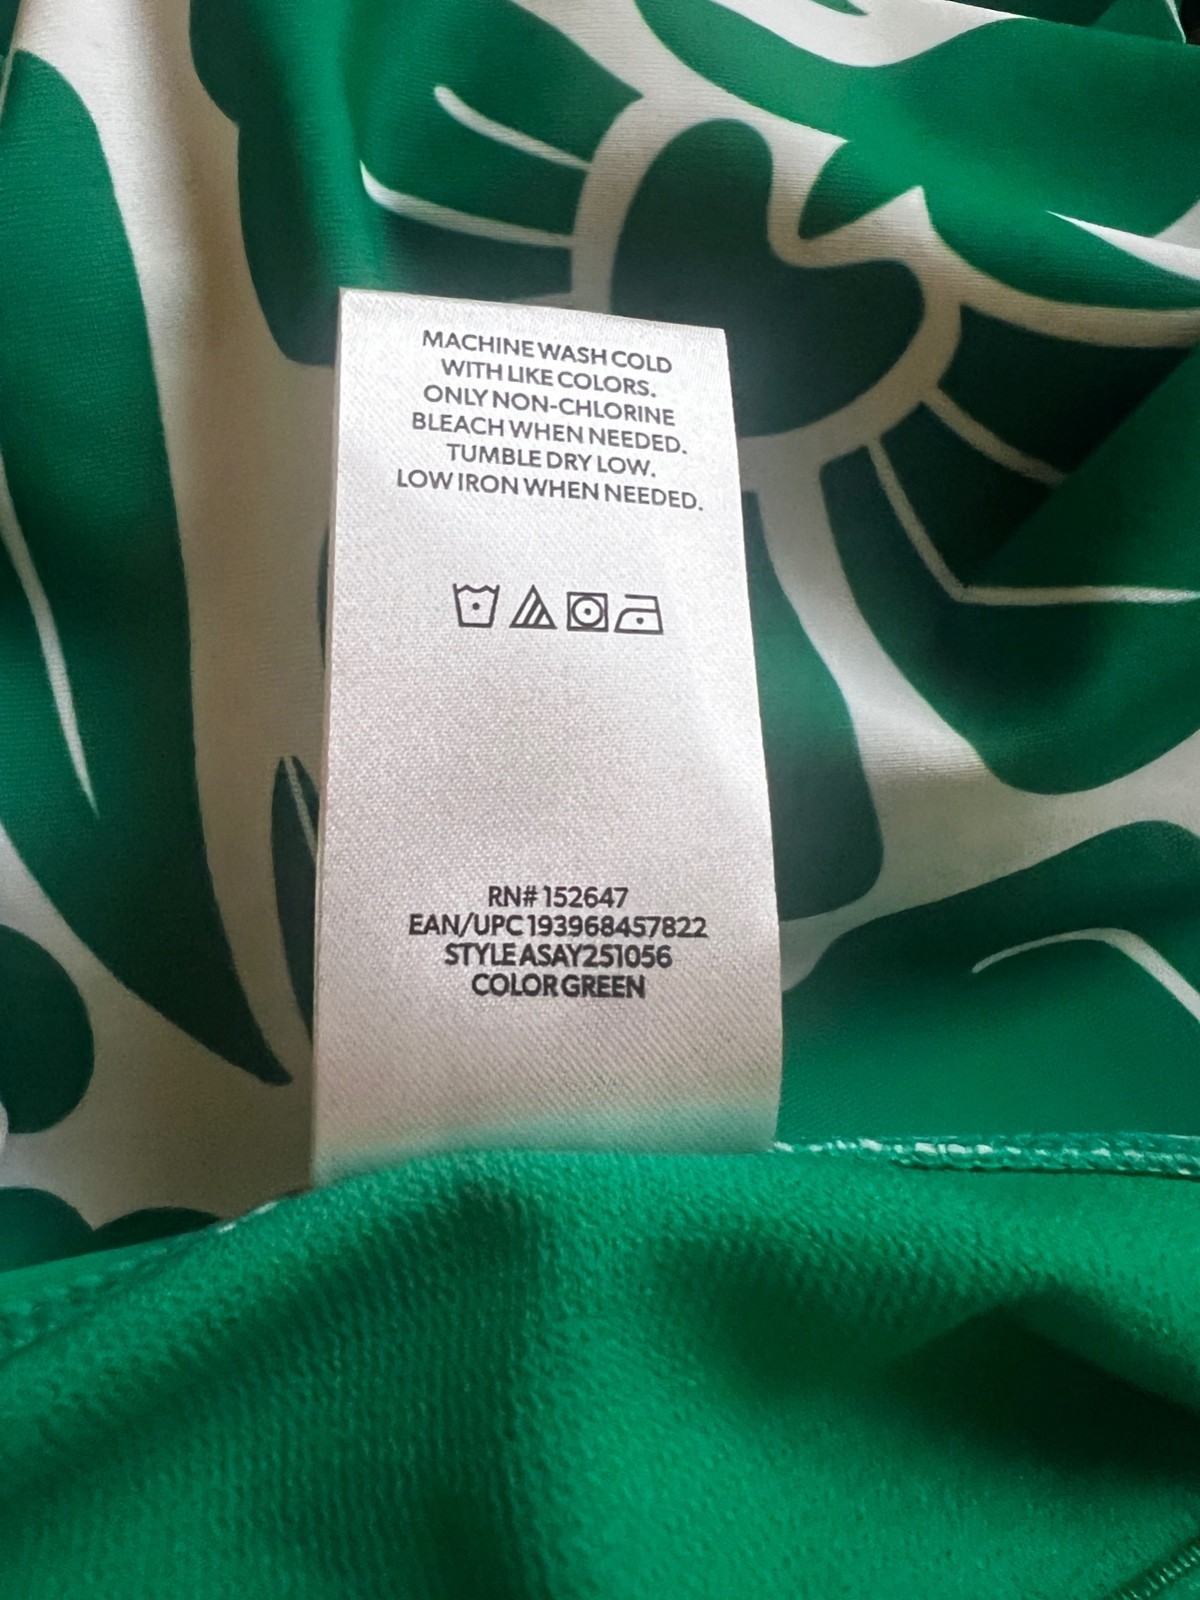 MACHINE WASH COLD
WITH LIKE COLORS.
ONLY NON-CHLORINE
BLEACH WHEN NEEDED.
TUMBLE DRY LOW.
LOW IRON WHEN NEEDED.
RN# 152647
EAN/UPC 193968457822
STYLE ASAY251056
COLOR GREEN